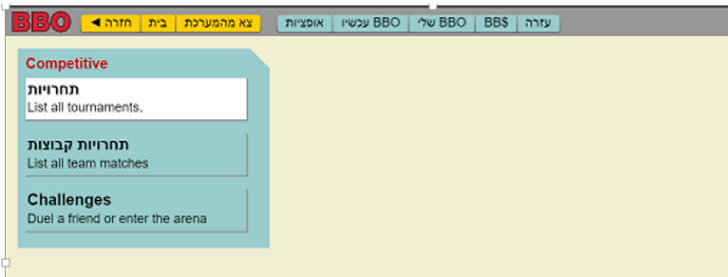 BBO
חזרה ◄
בית
צא מהמערכת
אופציות
BBO עכשיו
BBO שלי
BB$
עזרה
Competitive
תחרויות
List all tournaments.
תחרויות קבוצות
List all team matches
Challenges
Duel a friend or enter the arena